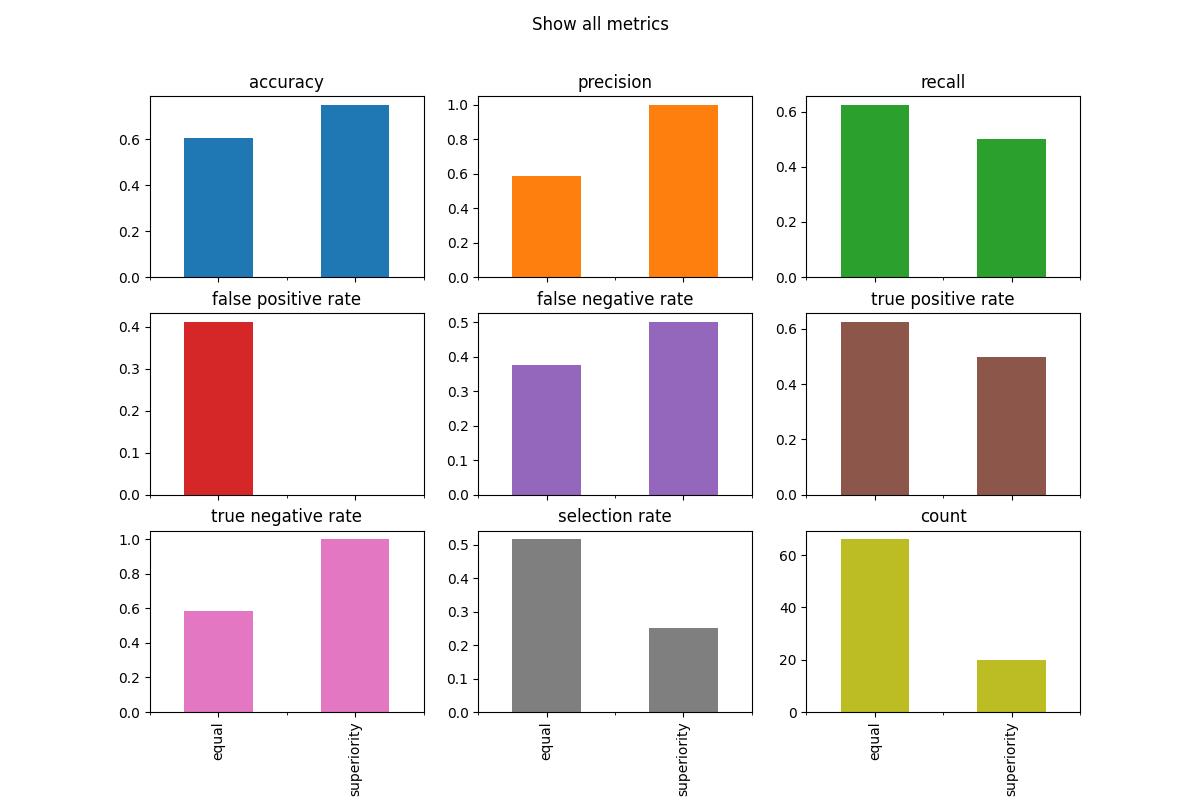 Show all metrics
accuracy
0.6
0.4
0.2
0.0
precision
1.0
0.8
0.6
0.4
0.2
0.0
recall
0.6
0.4
0.2
0.0
false positive rate
0.4
0.3
0.2
0.1
0.0
false negative rate
0.5
0.4
0.3
0.2
0.1
0.0
true positive rate
0.6
0.4
0.2
0.0
true negative rate
1.0
0.8
0.6
0.4
0.2
0.0
equal
superiority
selection rate
0.5
0.4
0.3
0.2
0.1
0.0
equal
superiority
count
60
40
20
0
equal
superiority